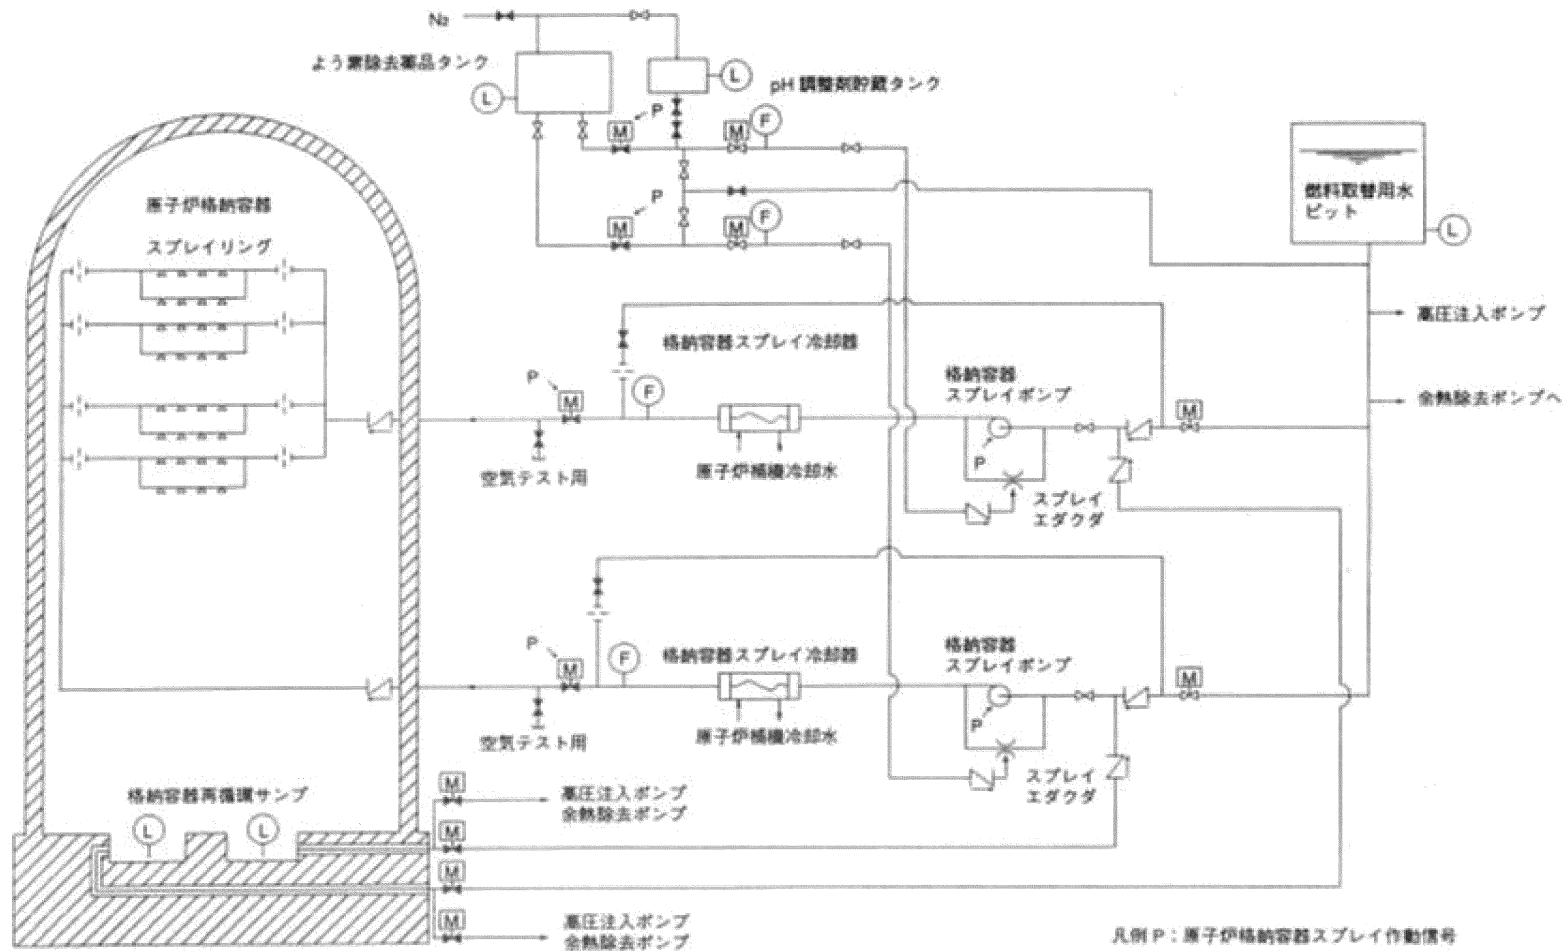 N₂
よう素除去薬品タンク
L
L
pH 調整剤貯蔵タンク
P
M
M
F
P
M
M
F
燃料取替用水
ピット
L
原子炉格納容器
スプレイリング
高圧注入ポンプ
格納容器スプレイ冷却器
P
M
F
格納容器
スプレイポンプ
P
M
余熱除去ポンプへ
空気テスト用
原子炉補機冷却水
スプレイ
エダクタ
P
M
F
格納容器スプレイ冷却器
格納容器
スプレイポンプ
P
M
空気テスト用
原子炉補機冷却水
スプレイ
エダクタ
格納容器再循環サンプ
L
L
M
高圧注入ポンプ
余熱除去ポンプ
M
M
M
高圧注入ポンプ
余熱除去ポンプ
凡例 P:原子炉格納容器スプレイ作動信号